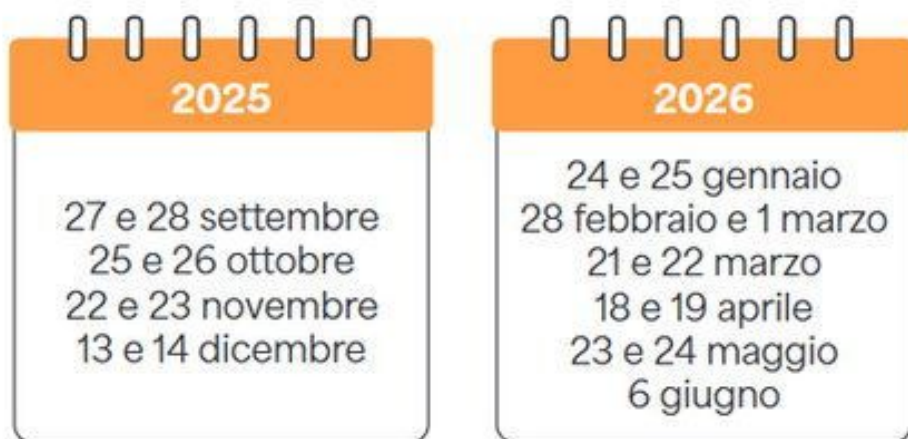 2025
27 e 28 settembre
25 e 26 ottobre
22 e 23 novembre
13 e 14 dicembre
2026
24 e 25 gennaio
28 febbraio e 1 marzo
21 e 22 marzo
18 e 19 aprile
23 e 24 maggio
6 giugno